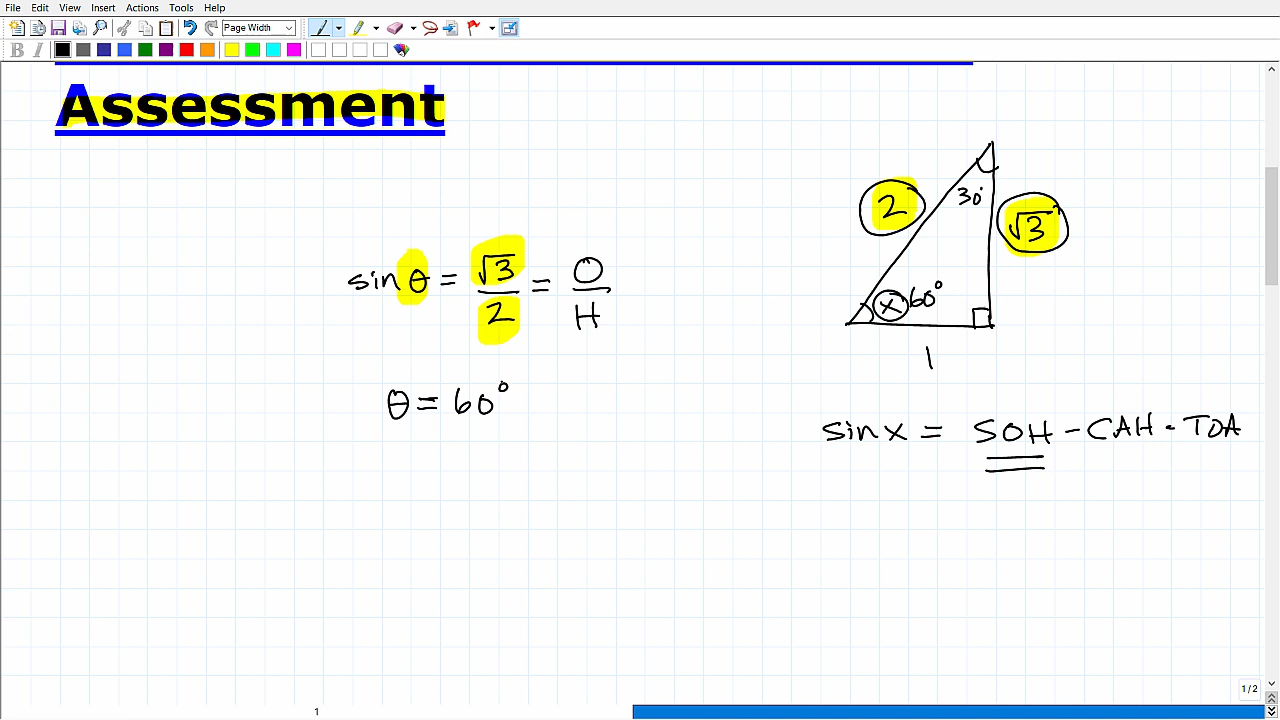 File Edit View Insert Actions Tools Help
Page Width
B I
Assessment
2
30°
√3
sin θ = √3/2 = O/H
x 60°
1
θ = 60°
sin x = SOH - CAH - TOA
1/2
1